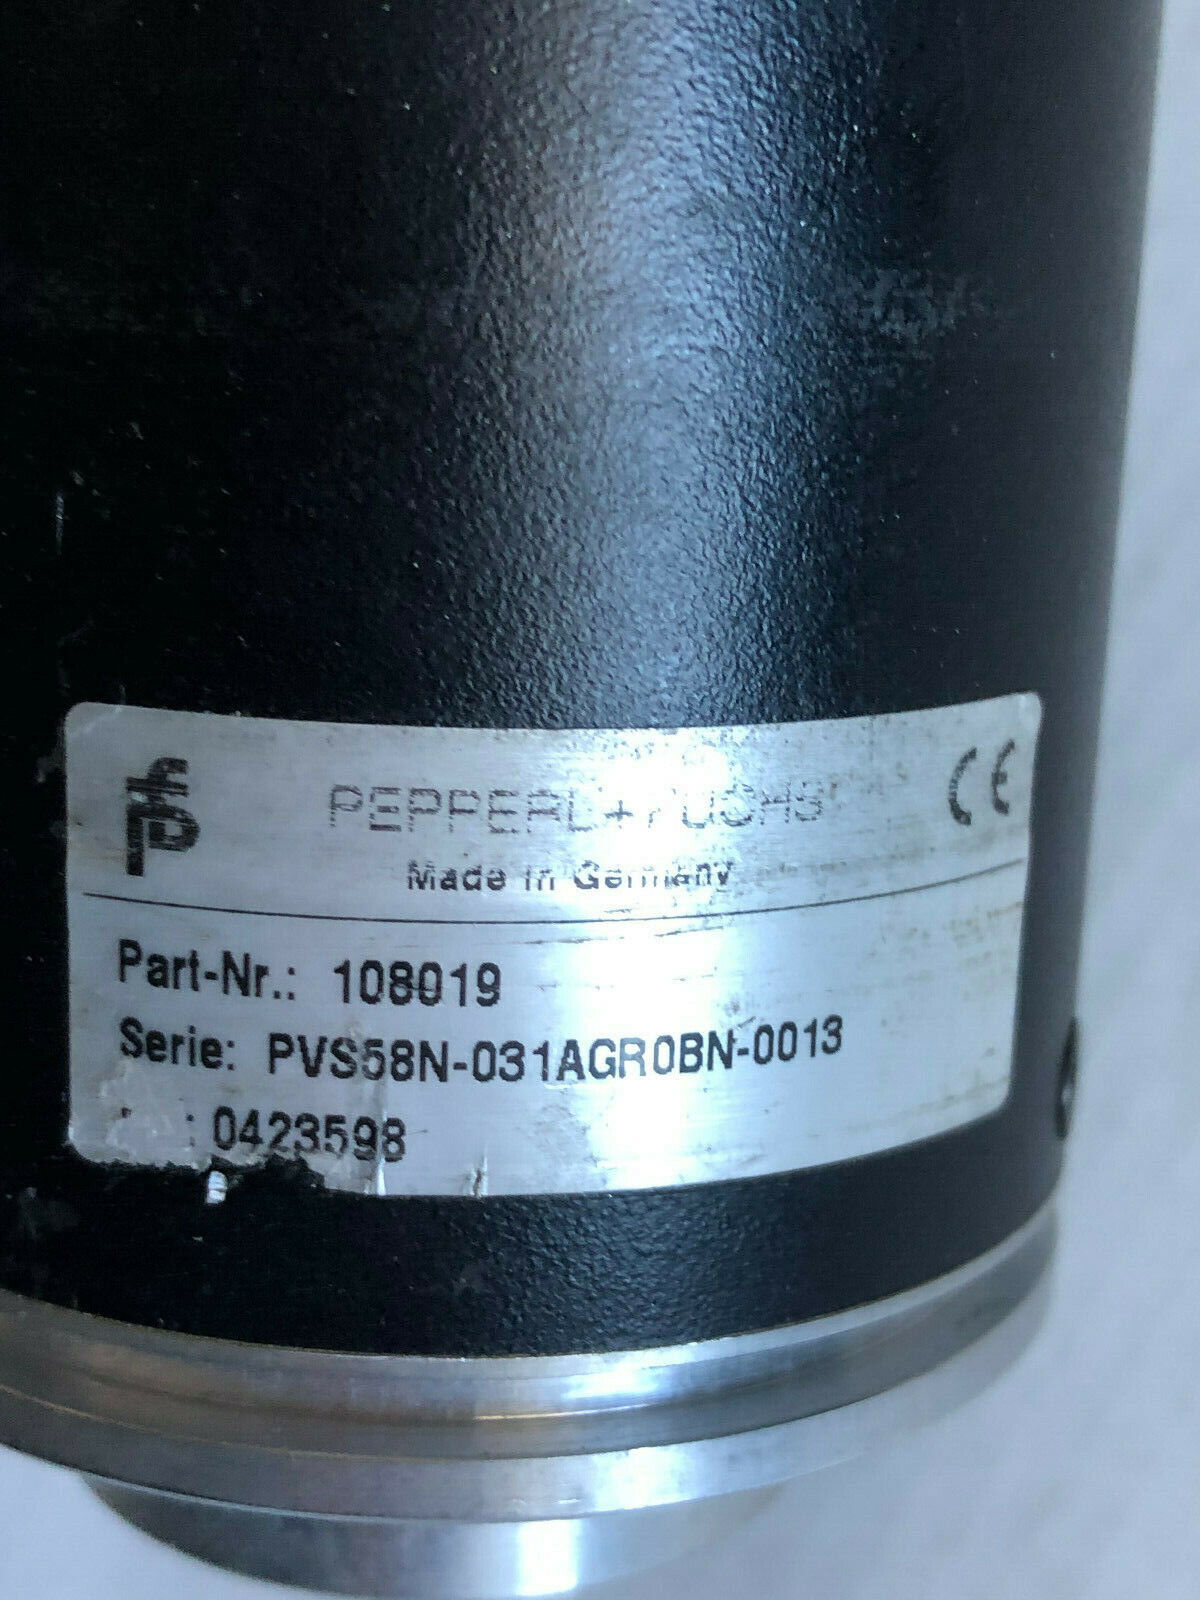 PEPPERL+FUCHS CE
Made in Germany
Part-Nr.: 108019
Serie: PVS58N-031AGR0BN-0013
: 0423598